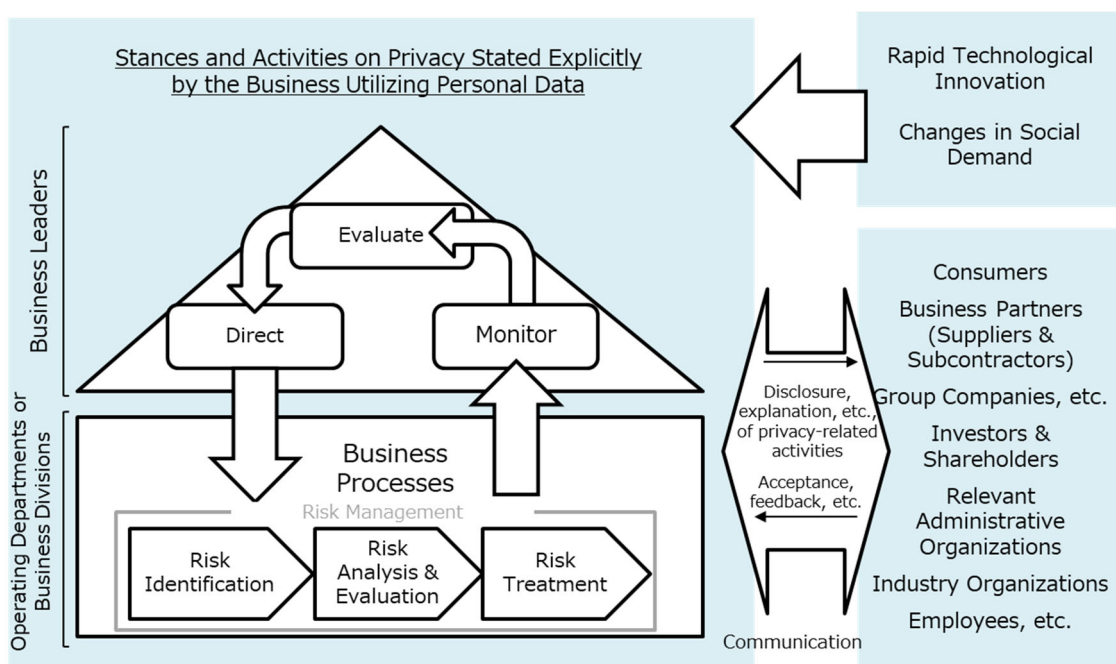 Stances and Activities on Privacy Stated Explicitly
by the Business Utilizing Personal Data
Business Leaders
Evaluate
Direct
Monitor
Operating Departments or
Business Divisions
Business
Processes
Risk Management
Risk
Identification
Risk
Analysis &
Evaluation
Risk
Treatment
Rapid Technological
Innovation
Changes in Social
Demand
Disclosure,
explanation, etc.,
of privacy-related
activities
Acceptance,
feedback, etc.
Communication
Consumers
Business Partners
(Suppliers &
Subcontractors)
Group Companies, etc.
Investors &
Shareholders
Relevant
Administrative
Organizations
Industry Organizations
Employees, etc.